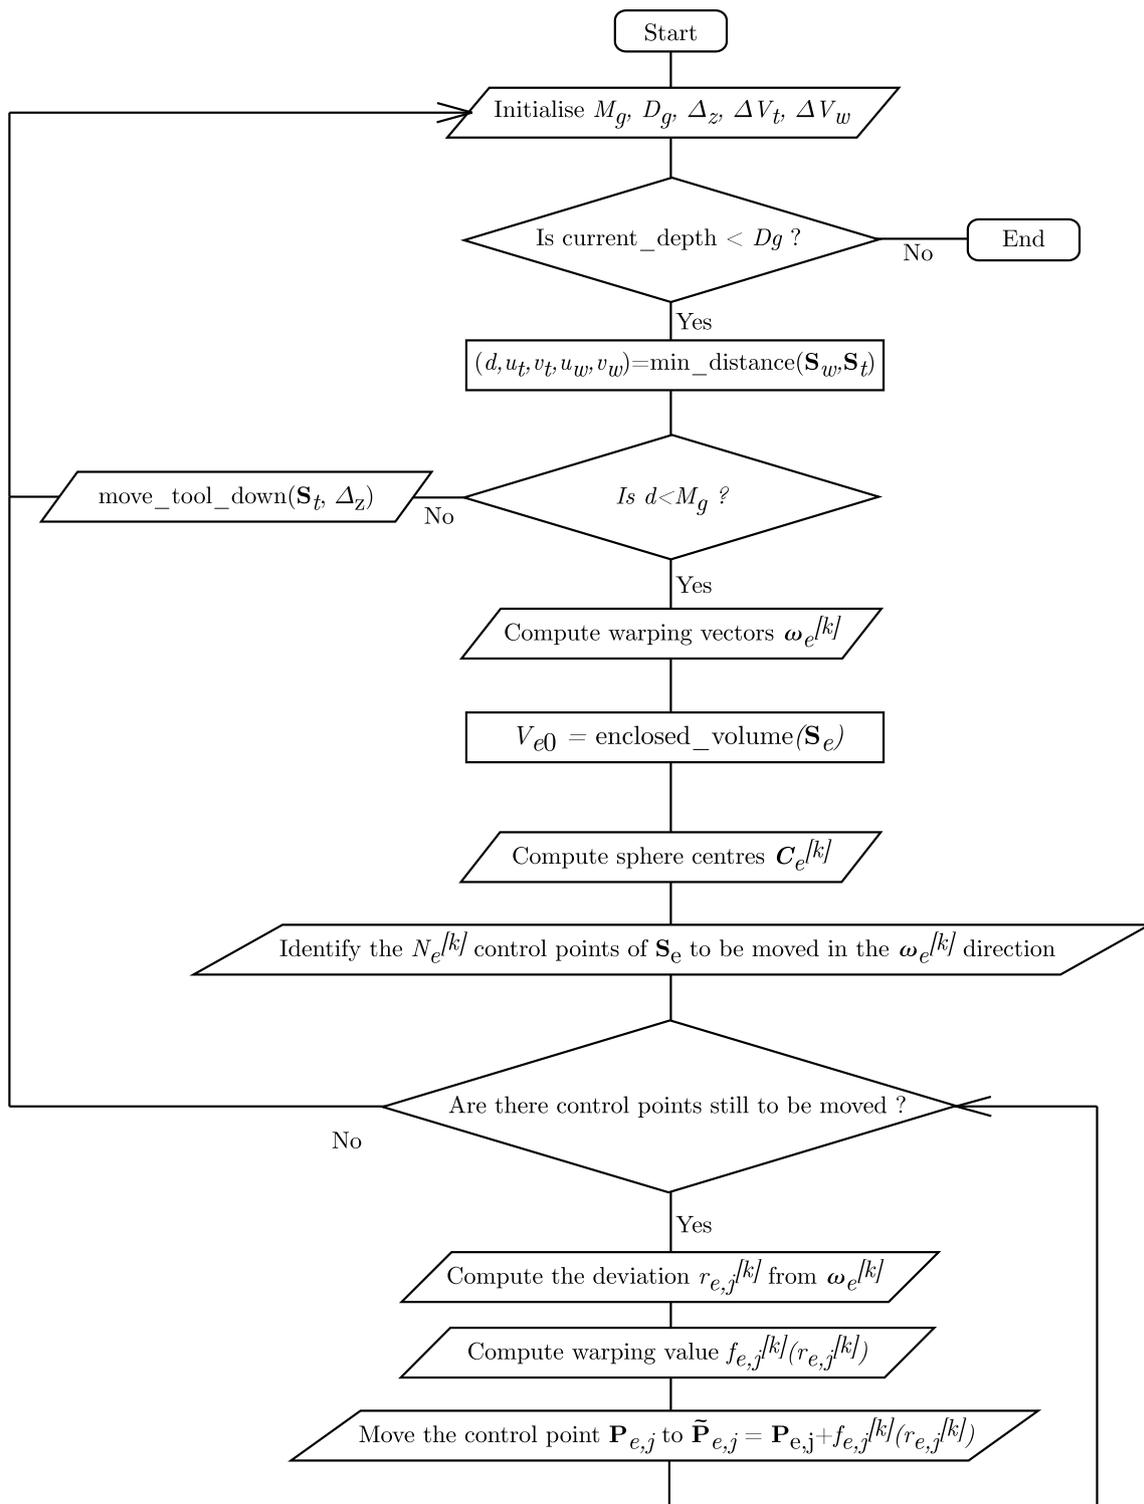 Start
Initialise M_g, D_g, Δ_z, ΔV_t, ΔV_w
Is current_depth < Dg ?
No
End
Yes
(d,u_t,v_t,u_w,v_w)=min_distance(S_w,S_t)
move_tool_down(S_t, Δ_z)
No
Is d<M_g ?
Yes
Compute warping vectors ω_e^[k]
V_e0 = enclosed_volume(S_e)
Compute sphere centres C_e^[k]
Identify the N_e^[k] control points of S_e to be moved in the ω_e^[k] direction
Are there control points still to be moved ?
No
Yes
Compute the deviation r_e,j^[k] from ω_e^[k]
Compute warping value f_e,j^[k](r_e,j^[k])
Move the control point P_e,j to P̃_e,j = P_e,j+f_e,j^[k](r_e,j^[k])